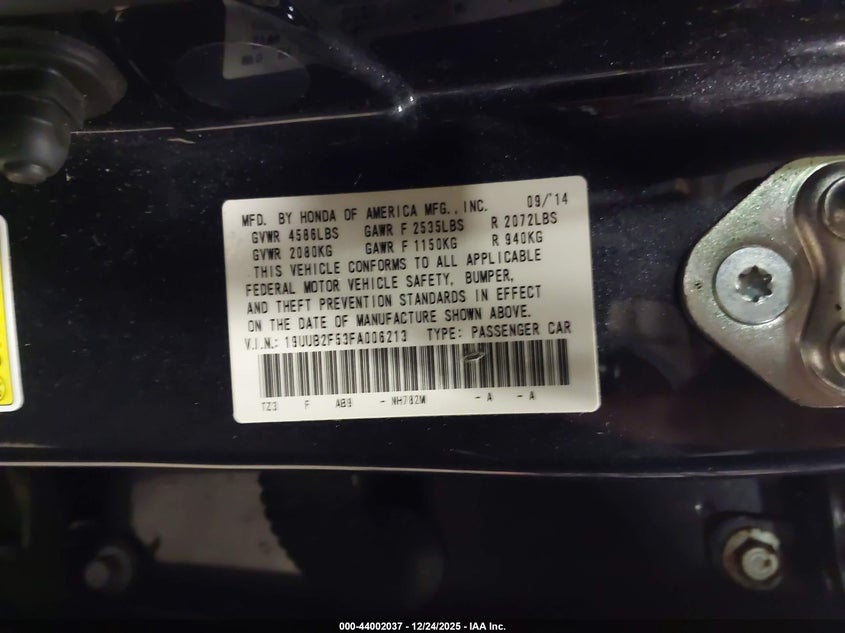 MFD. BY HONDA OF AMERICA MFG., INC. 09/'14
GVWR 4586LBS GAWR F 2535LBS R 2072LBS
GVWR 2080KG GAWR F 1150KG R 940KG
THIS VEHICLE CONFORMS TO ALL APPLICABLE
FEDERAL MOTOR VEHICLE SAFETY, BUMPER,
AND THEFT PREVENTION STANDARDS IN EFFECT
ON THE DATE OF MANUFACTURE SHOWN ABOVE.
V.I.N.: 19UUB2F53FA006213 TYPE: PASSENGER CAR
TZ3 F AB9 - NH782M - A - A
000-44002037 - 12/24/2025 - IAA Inc.